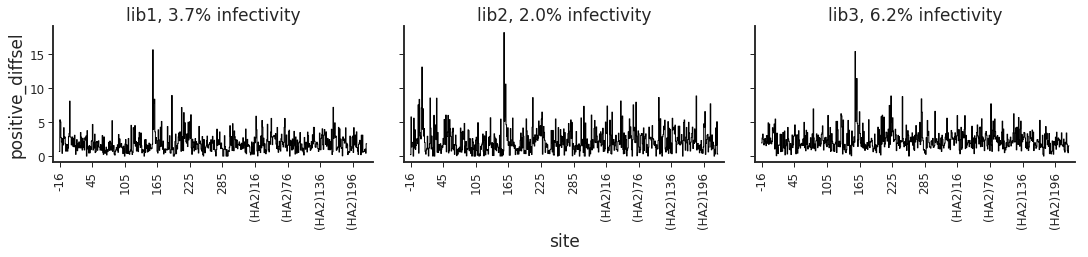 lib1, 3.7% infectivity
lib2, 2.0% infectivity
lib3, 6.2% infectivity
positive_diffsel
15
10
5
0
-16 45 105 165 225 285 (HA2)16 (HA2)76 (HA2)136 (HA2)196
-16 45 105 165 225 285 (HA2)16 (HA2)76 (HA2)136 (HA2)196
-16 45 105 165 225 285 (HA2)16 (HA2)76 (HA2)136 (HA2)196
site